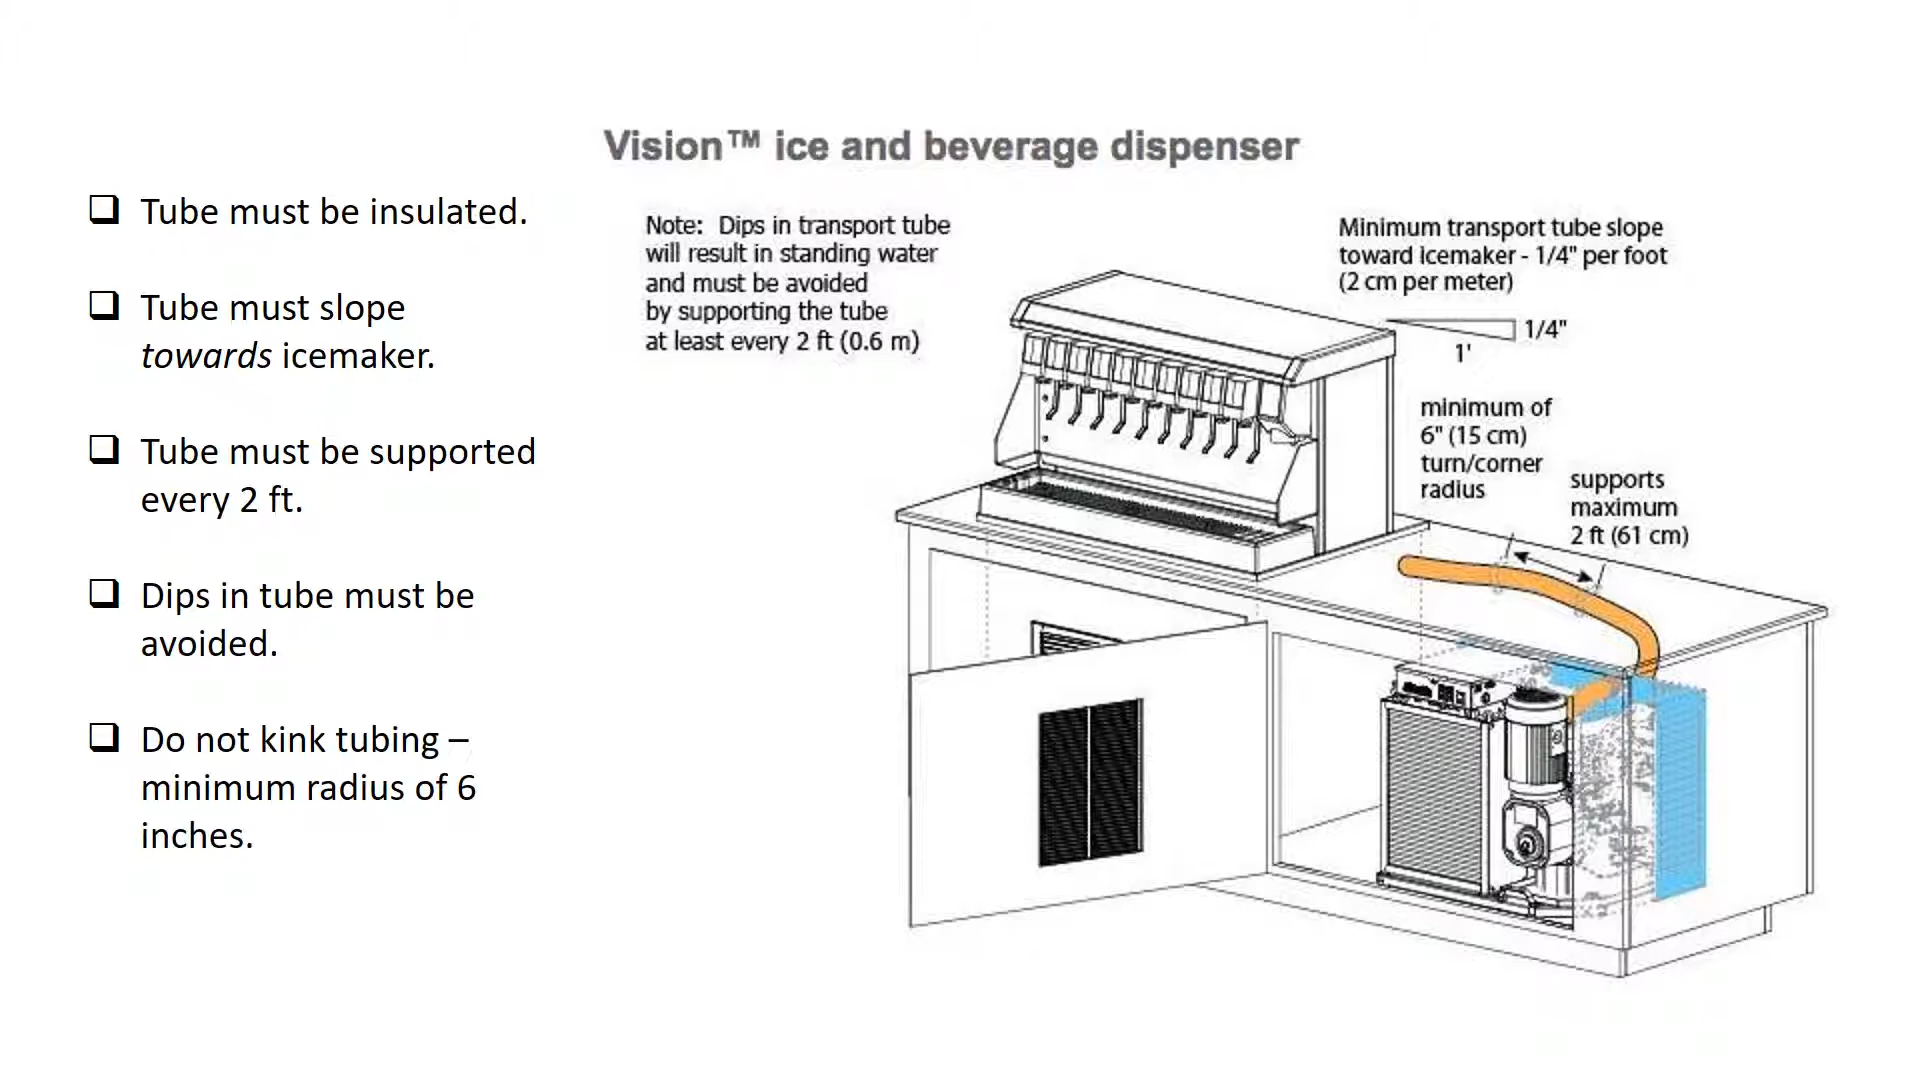 Vision™ ice and beverage dispenser
❑ Tube must be insulated.
❑ Tube must slope
towards icemaker.
❑ Tube must be supported
every 2 ft.
❑ Dips in tube must be
avoided.
❑ Do not kink tubing –
minimum radius of 6
inches.
Note: Dips in transport tube
will result in standing water
and must be avoided
by supporting the tube
at least every 2 ft (0.6 m)
Minimum transport tube slope
toward icemaker - 1/4" per foot
(2 cm per meter)
1/4"
1'
minimum of
6" (15 cm)
turn/corner
radius
supports
maximum
2 ft (61 cm)